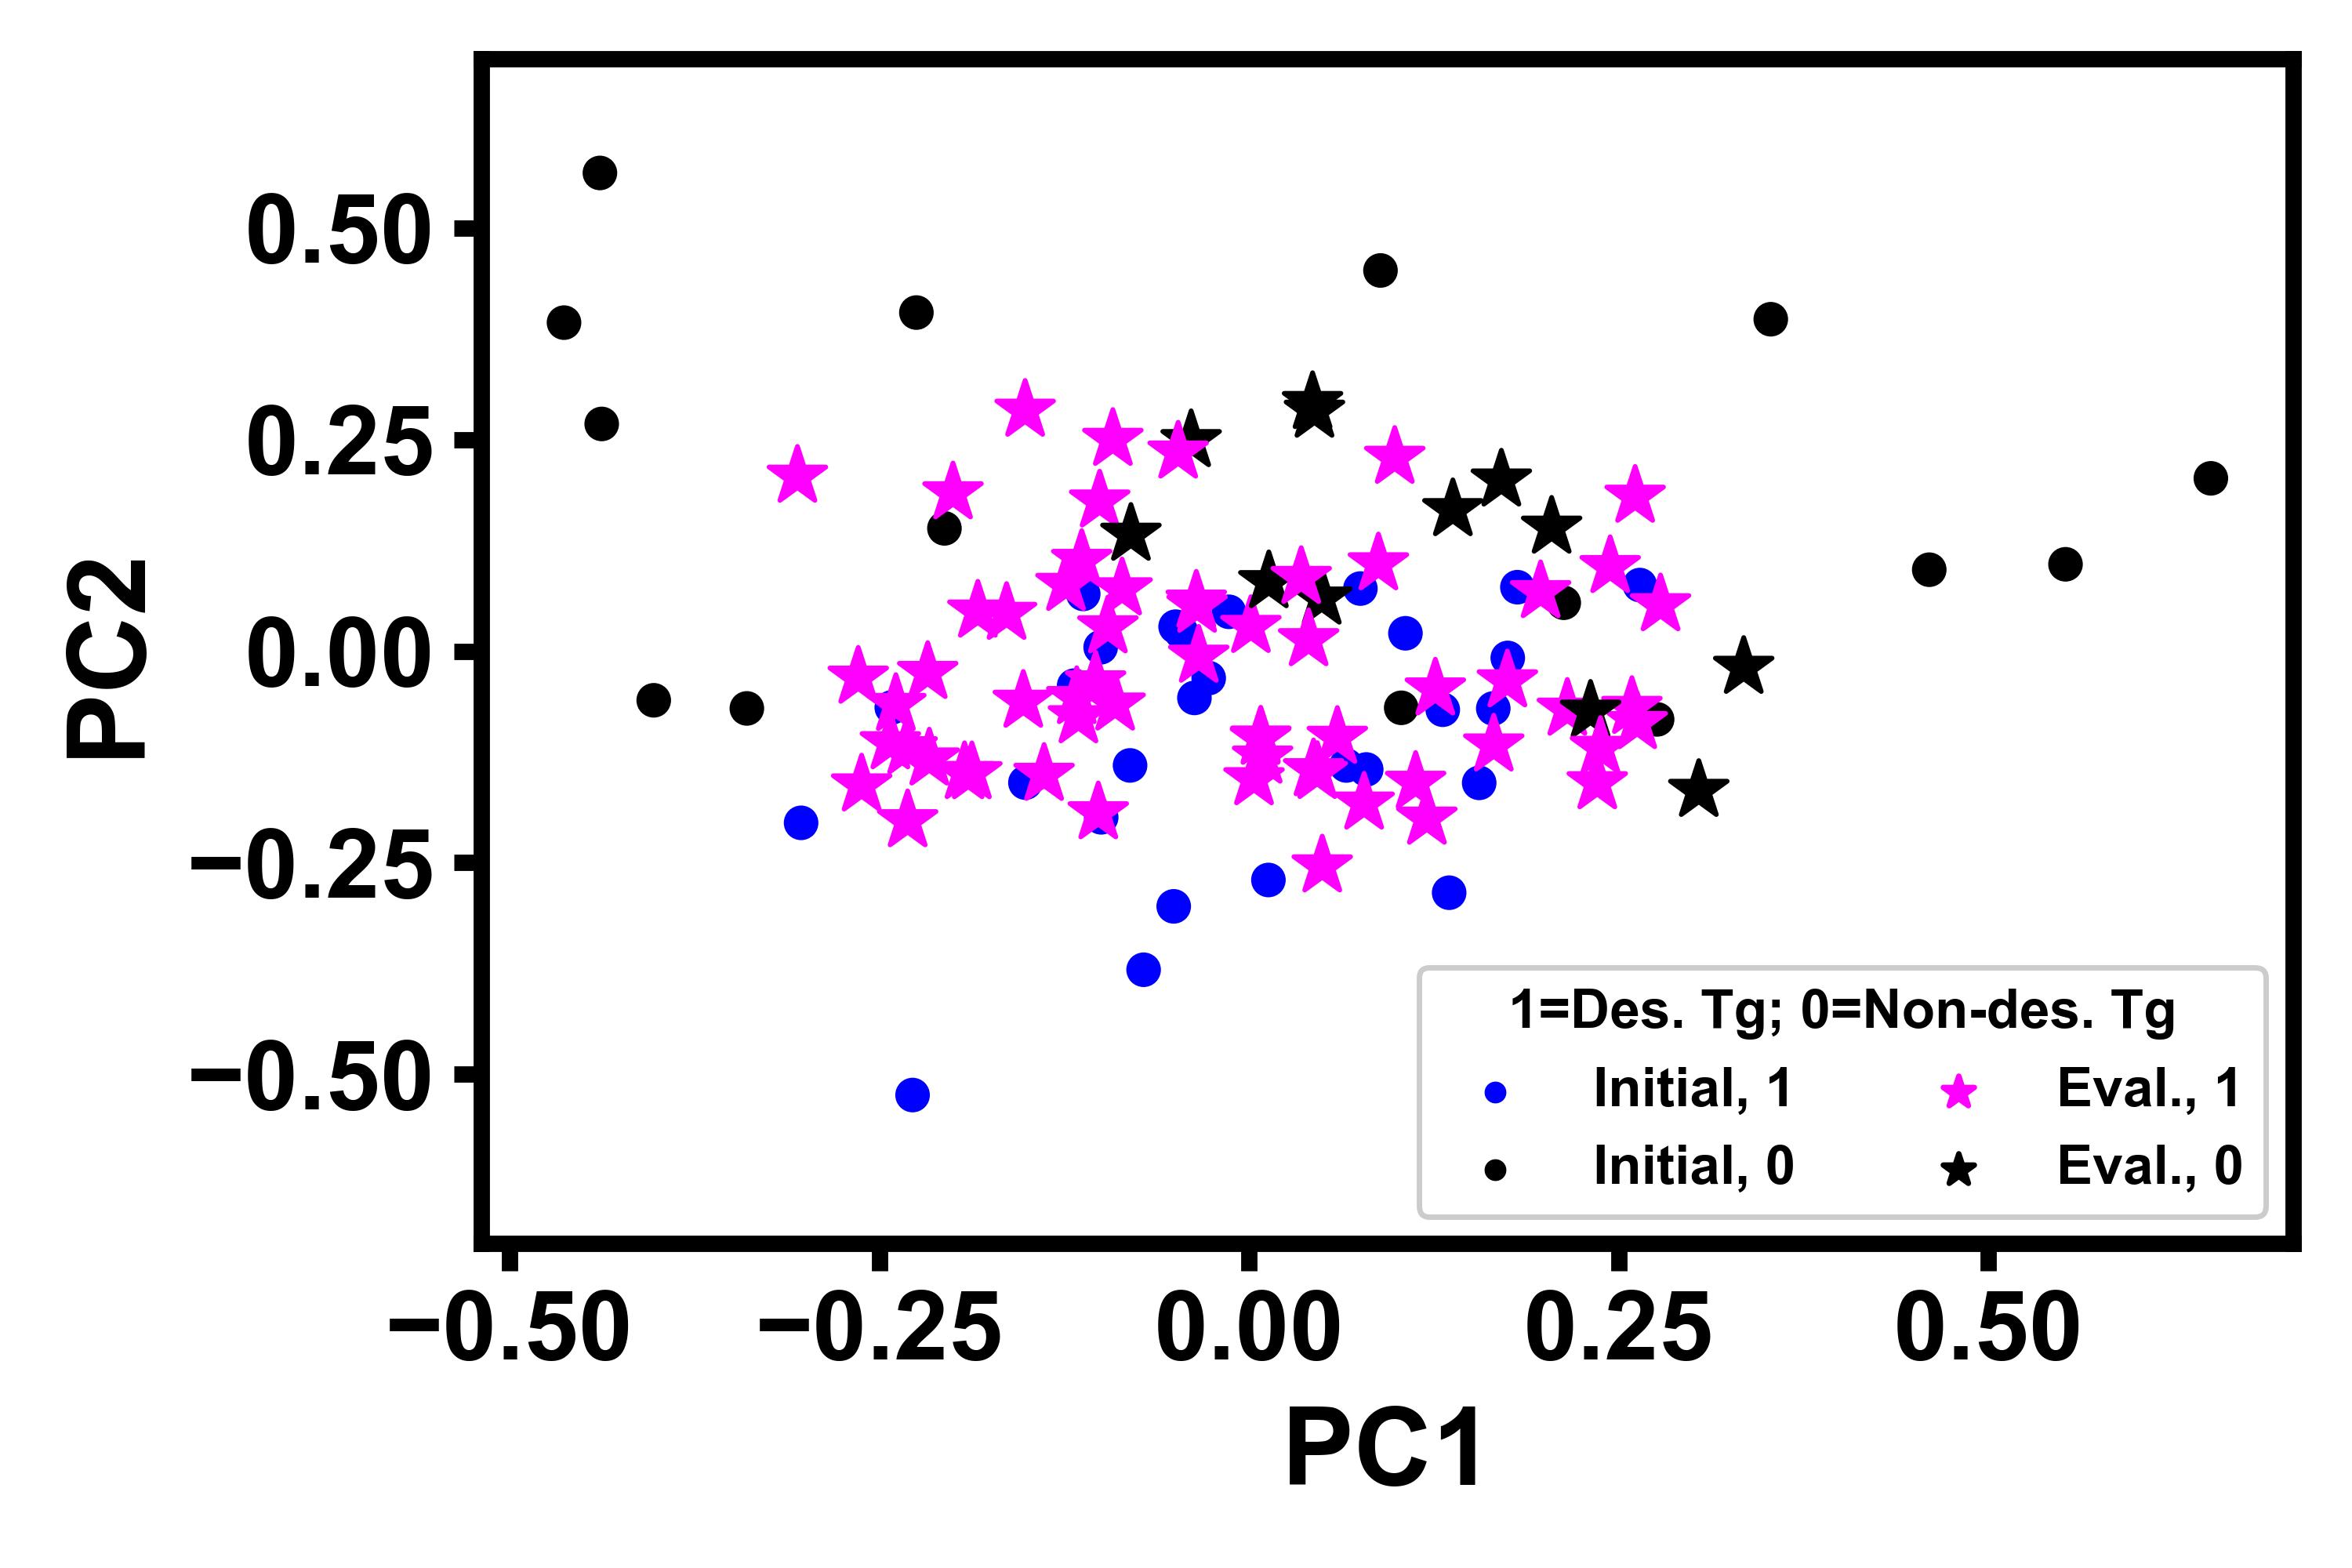 0.50
0.25
0.00
−0.25
−0.50
PC2
1=Des. Tg; 0=Non-des. Tg
Initial, 1
Eval., 1
Initial, 0
Eval., 0
−0.50 −0.25 0.00 0.25 0.50
PC1